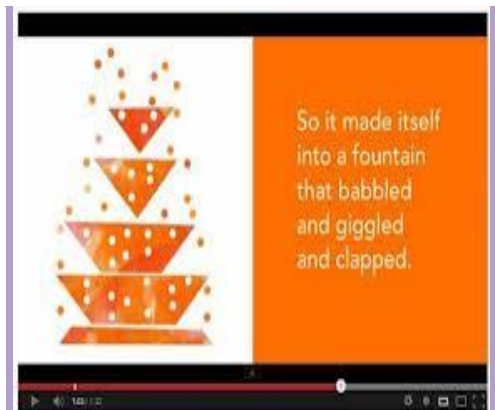 So it made itself
into a fountain
that babbled
and giggled
and clapped.